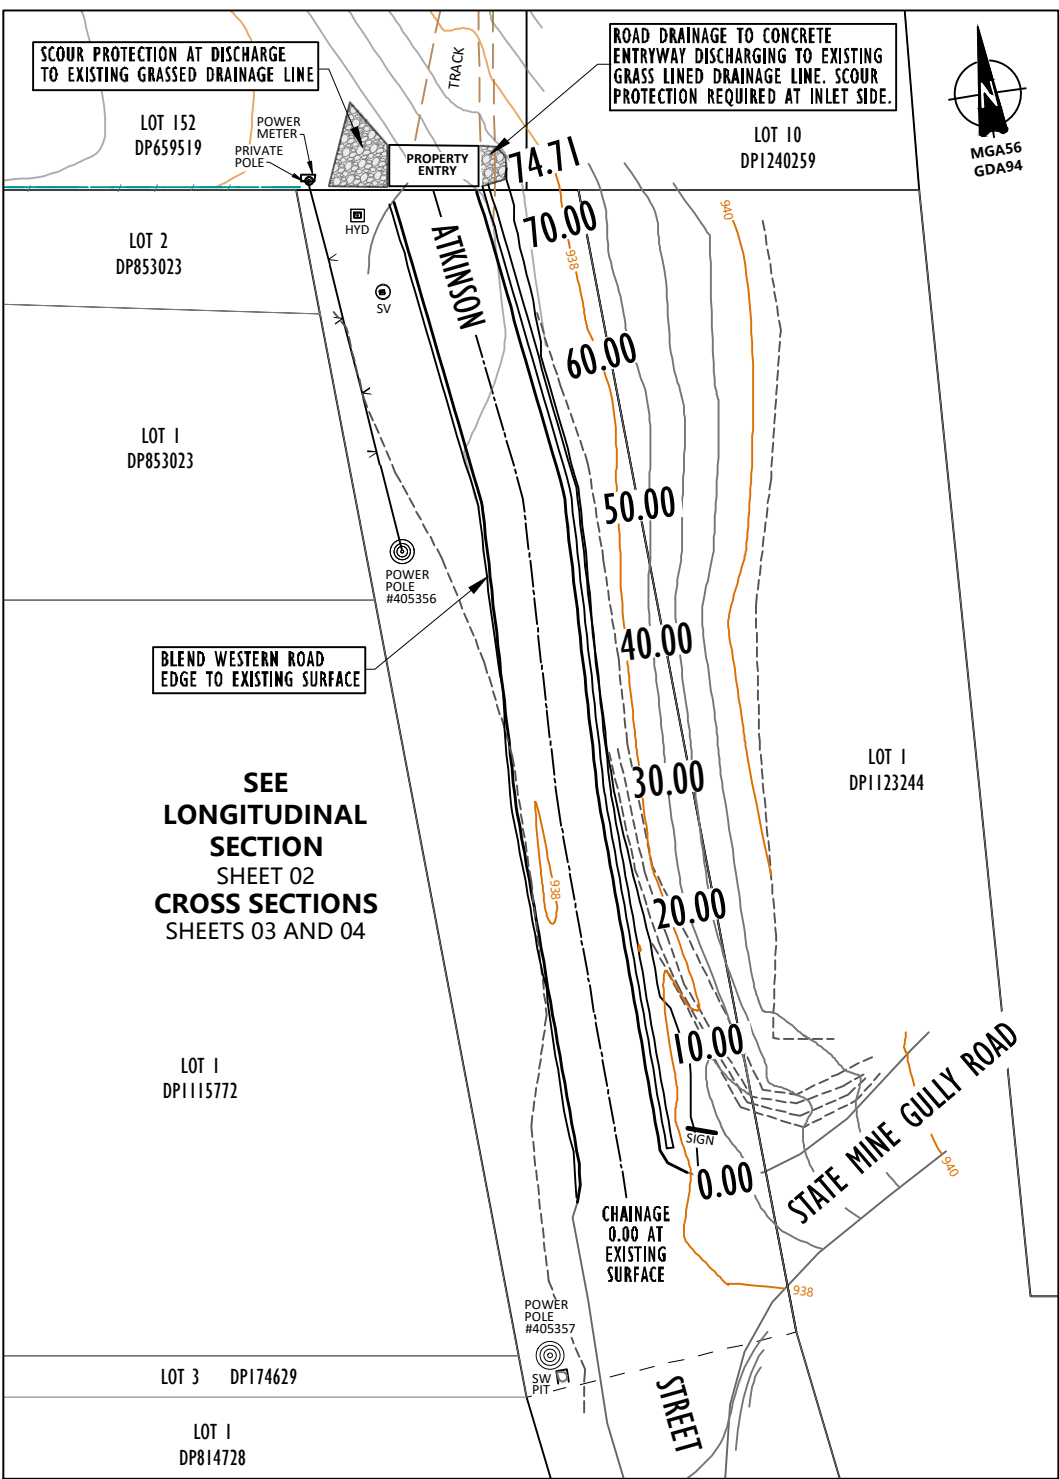 SCOUR PROTECTION AT DISCHARGE
TO EXISTING GRASSED DRAINAGE LINE
TRACK
ROAD DRAINAGE TO CONCRETE
ENTRYWAY DISCHARGING TO EXISTING
GRASS LINED DRAINAGE LINE. SCOUR
PROTECTION REQUIRED AT INLET SIDE.
N
MGA56
GDA94
LOT 152
DP659519
POWER
METER
PRIVATE
POLE
PROPERTY
ENTRY
LOT 10
DP1240259
74.71
70.00
HYD
SV
ATKINSON
938
940
LOT 2
DP853023
60.00
LOT 1
DP853023
50.00
POWER
POLE
#405356
40.00
BLEND WESTERN ROAD
EDGE TO EXISTING SURFACE
30.00
LOT 1
DP1123244
SEE
LONGITUDINAL
SECTION
SHEET 02
CROSS SECTIONS
SHEETS 03 AND 04
938
20.00
10.00
LOT 1
DP1115772
SIGN
0.00
STATE MINE GULLY ROAD
940
CHAINAGE
0.00 AT
EXISTING
SURFACE
938
POWER
POLE
#405357
SW
PIT
STREET
LOT 3 DP174629
LOT 1
DP814728